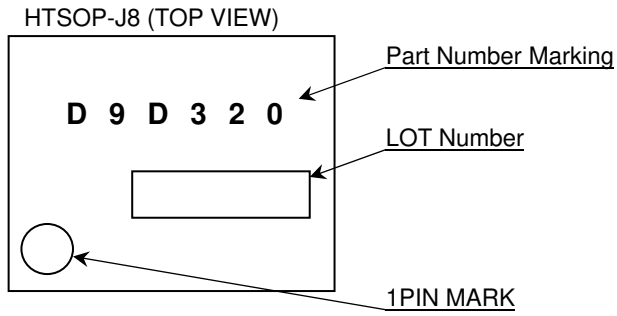 HTSOP-J8 (TOP VIEW)
Part Number Marking
D 9 D 3 2 0
LOT Number
1PIN MARK